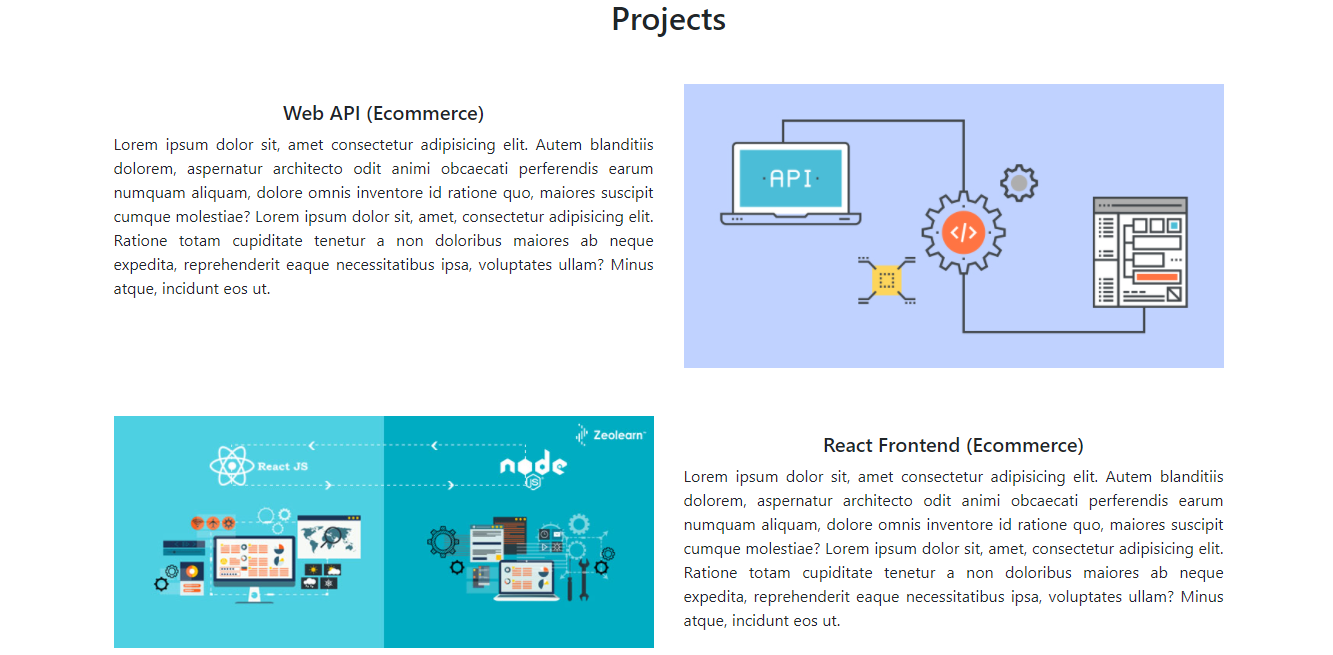 Projects
Web API (Ecommerce)
Lorem ipsum dolor sit, amet consectetur adipisicing elit. Autem blanditiis
dolorem, aspernatur architecto odit animi obcaecati perferendis earum
numquam aliquam, dolore omnis inventore id ratione quo, maiores suscipit
cumque molestiae? Lorem ipsum dolor sit, amet, consectetur adipisicing elit.
Ratione totam cupiditate tenetur a non doloribus maiores ab neque
expedita, reprehenderit eaque necessitatibus ipsa, voluptates ullam? Minus
atque, incidunt eos ut.
·API·
</>
React JS
node
JS
Zeolearn™
React Frontend (Ecommerce)
Lorem ipsum dolor sit, amet consectetur adipisicing elit. Autem blanditiis
dolorem, aspernatur architecto odit animi obcaecati perferendis earum
numquam aliquam, dolore omnis inventore id ratione quo, maiores suscipit
cumque molestiae? Lorem ipsum dolor sit, amet, consectetur adipisicing elit.
Ratione totam cupiditate tenetur a non doloribus maiores ab neque
expedita, reprehenderit eaque necessitatibus ipsa, voluptates ullam? Minus
atque, incidunt eos ut.